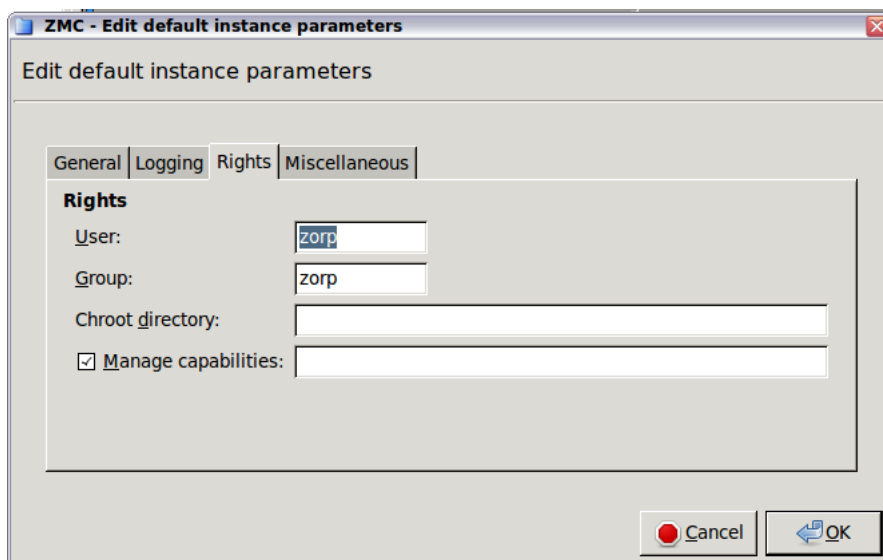 ZMC - Edit default instance parameters
Edit default instance parameters
General Logging Rights Miscellaneous
Rights
User: zorp
Group: zorp
Chroot directory:
Manage capabilities:
Cancel OK